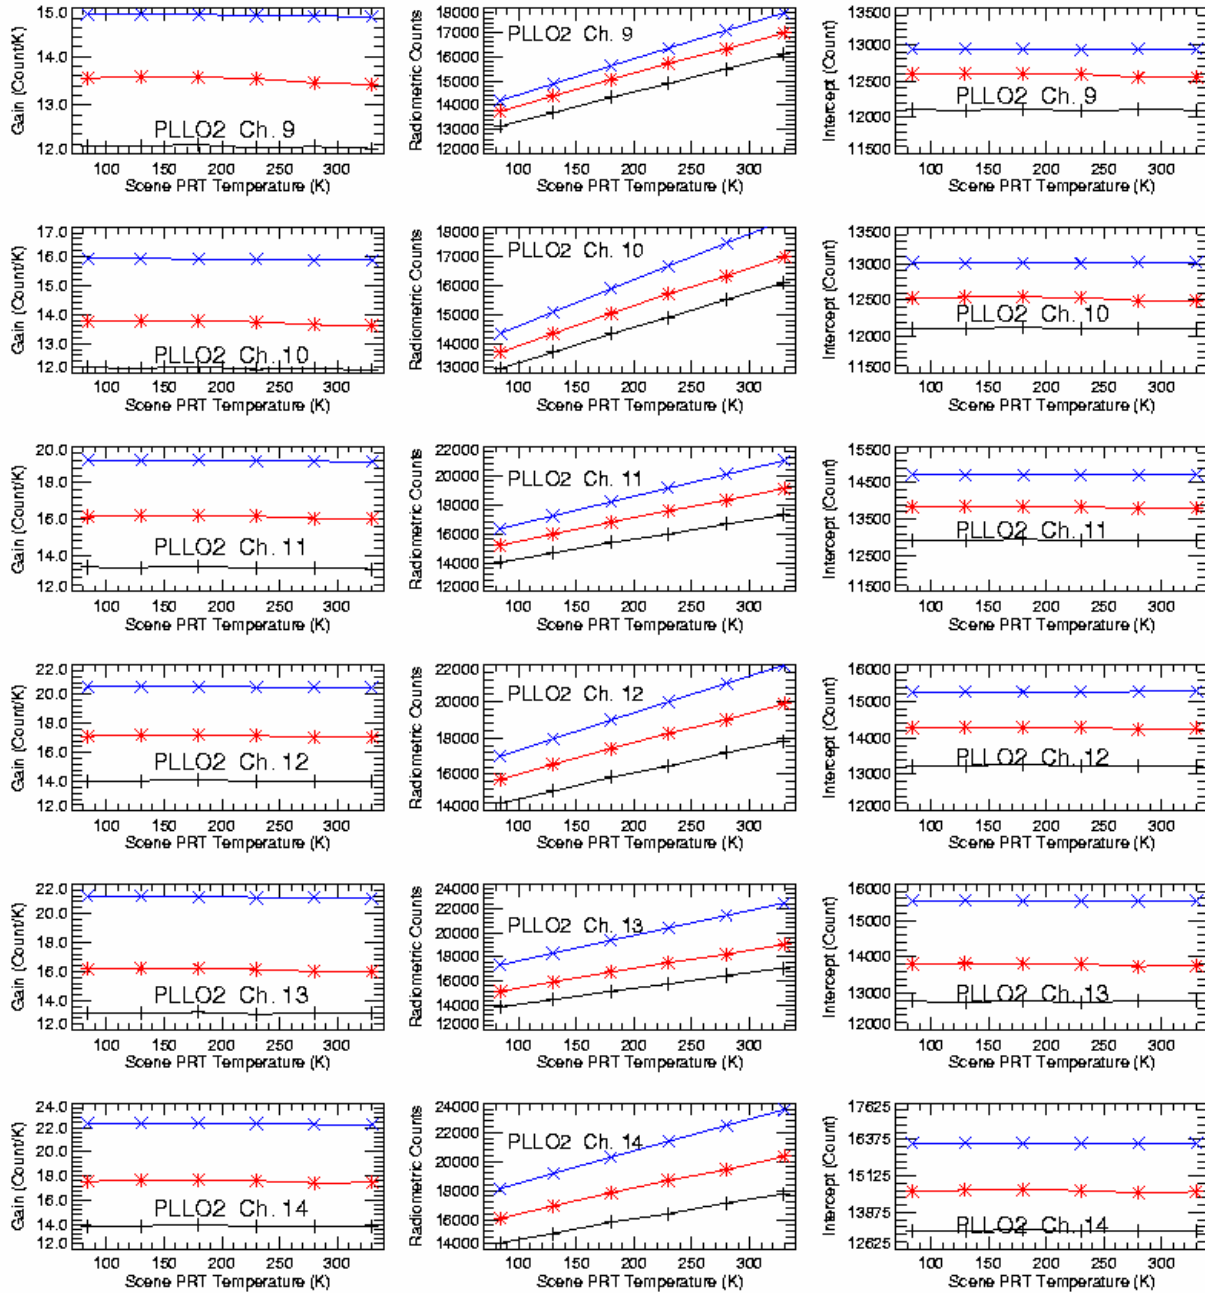 15.0
14.0
13.0
12.0
Gain (Count/K)
PLLO2 Ch. 9
100 150 200 250 300
Scene PRT Temperature (K)
18000
17000
16000
15000
14000
13000
12000
Radiometric Counts
PLLO2 Ch. 9
100 150 200 250 300
Scene PRT Temperature (K)
13500
13000
12500
12000
11500
Intercept (Count)
PLLO2 Ch. 9
100 150 200 250 300
Scene PRT Temperature (K)
17.0
16.0
14.0
13.0
12.0
Gain (Count/K)
PLLO2 Ch. 10
100 150 200 250 300
Scene PRT Temperature (K)
18000
17000
16000
15000
14000
13000
Radiometric Counts
PLLO2 Ch. 10
100 150 200 250 300
Scene PRT Temperature (K)
13500
13000
12500
12000
11500
Intercept (Count)
PLLO2 Ch. 10
100 150 200 250 300
Scene PRT Temperature (K)
20.0
18.0
16.0
14.0
12.0
Gain (Count/K)
PLLO2 Ch. 11
100 150 200 250 300
Scene PRT Temperature (K)
22000
20000
18000
16000
14000
12000
Radiometric Counts
PLLO2 Ch. 11
100 150 200 250 300
Scene PRT Temperature (K)
15500
14500
13500
12500
11500
Intercept (Count)
PLLO2 Ch. 11
100 150 200 250 300
Scene PRT Temperature (K)
22.0
20.0
18.0
16.0
14.0
12.0
Gain (Count/K)
PLLO2 Ch. 12
100 150 200 250 300
Scene PRT Temperature (K)
22000
20000
18000
16000
14000
Radiometric Counts
PLLO2 Ch. 12
100 150 200 250 300
Scene PRT Temperature (K)
16000
15000
14000
13000
12000
Intercept (Count)
PLLO2 Ch. 12
100 150 200 250 300
Scene PRT Temperature (K)
22.0
20.0
18.0
16.0
14.0
12.0
Gain (Count/K)
PLLO2 Ch. 13
100 150 200 250 300
Scene PRT Temperature (K)
24000
22000
20000
18000
16000
14000
12000
Radiometric Counts
PLLO2 Ch. 13
100 150 200 250 300
Scene PRT Temperature (K)
16000
15000
14000
13000
12000
Intercept (Count)
PLLO2 Ch. 13
100 150 200 250 300
Scene PRT Temperature (K)
24.0
22.0
20.0
18.0
16.0
14.0
12.0
Gain (Count/K)
PLLO2 Ch. 14
100 150 200 250 300
Scene PRT Temperature (K)
24000
22000
20000
18000
16000
14000
Radiometric Counts
PLLO2 Ch. 14
100 150 200 250 300
Scene PRT Temperature (K)
17625
16375
15125
13875
12625
Intercept (Count)
PLLO2 Ch. 14
100 150 200 250 300
Scene PRT Temperature (K)